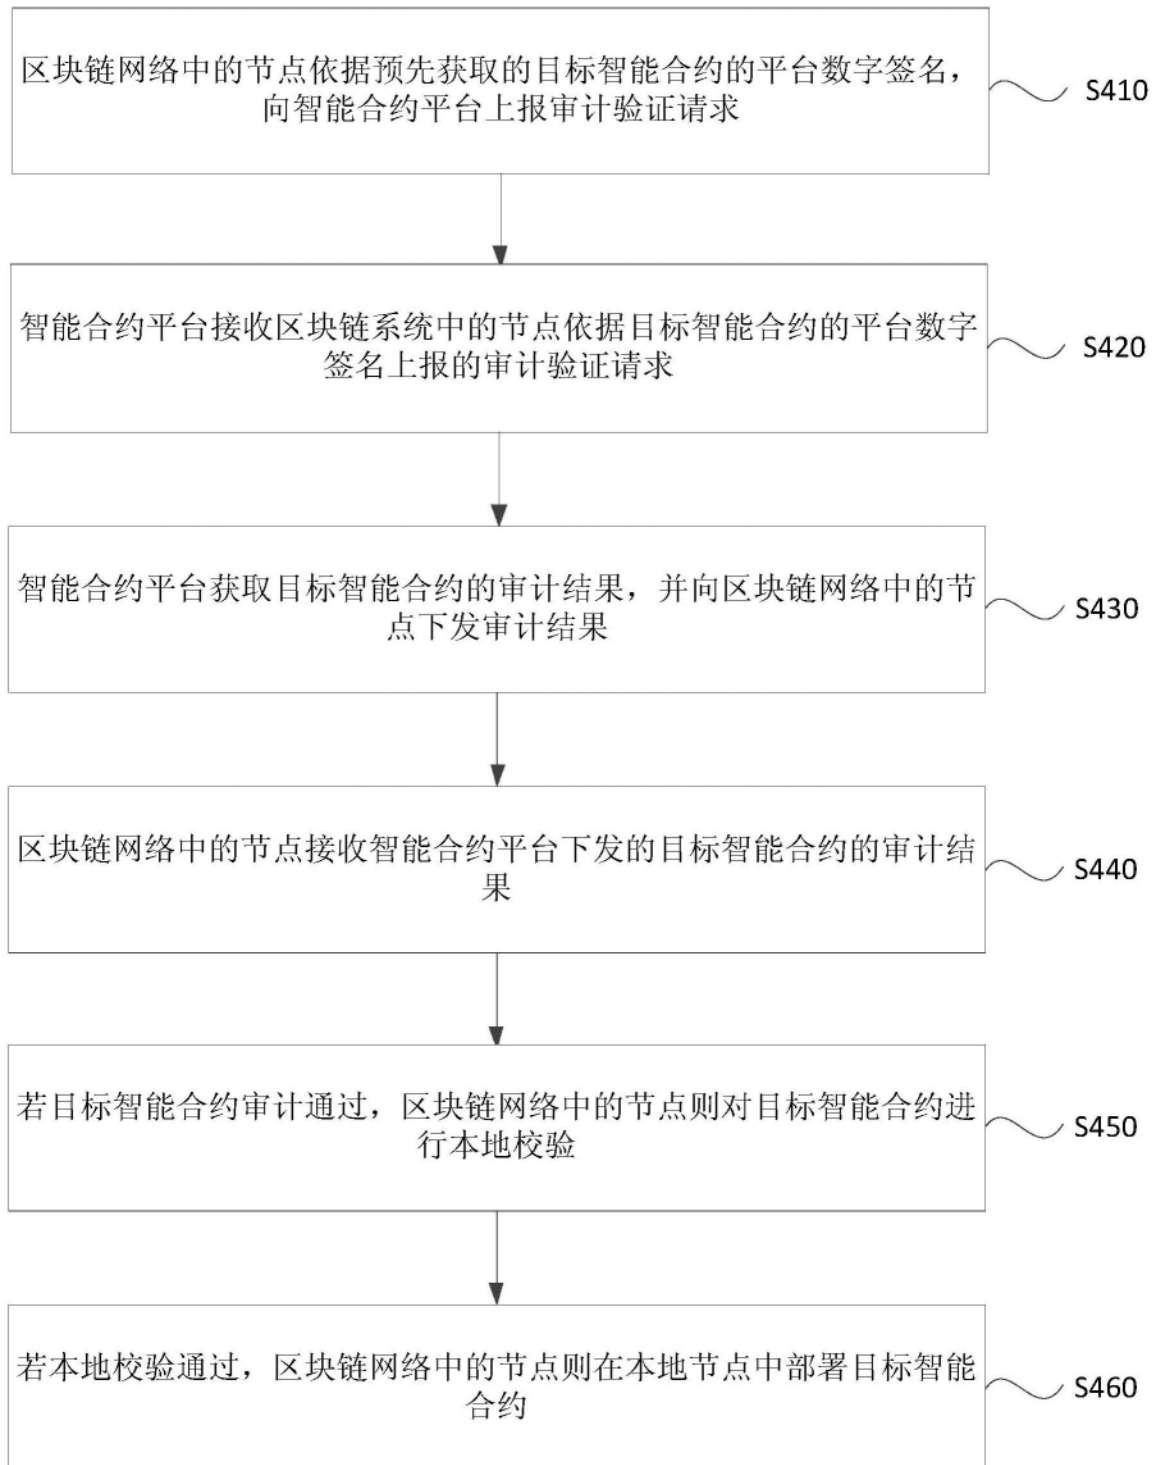 区块链网络中的节点依据预先获取的目标智能合约的平台数字签名，
向智能合约平台上报审计验证请求
S410
智能合约平台接收区块链系统中的节点依据目标智能合约的平台数字
签名上报的审计验证请求
S420
智能合约平台获取目标智能合约的审计结果，并向区块链网络中的节
点下发审计结果
S430
区块链网络中的节点接收智能合约平台下发的目标智能合约的审计结
果
S440
若目标智能合约审计通过，区块链网络中的节点则对目标智能合约进
行本地校验
S450
若本地校验通过，区块链网络中的节点则在本地节点中部署目标智能
合约
S460